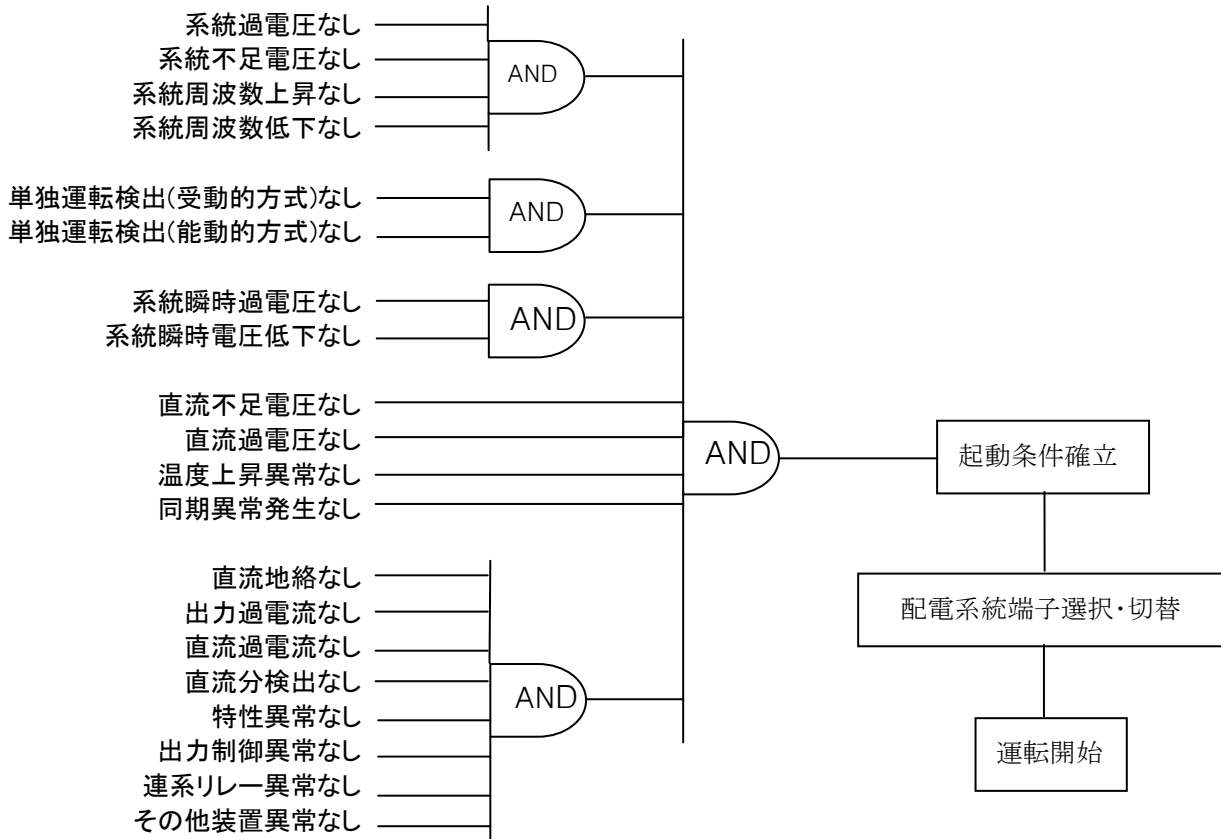 系統過電圧なし
系統不足電圧なし
系統周波数上昇なし
系統周波数低下なし
AND
単独運転検出(受動的方式)なし
単独運転検出(能動的方式)なし
AND
系統瞬時過電圧なし
系統瞬時電圧低下なし
AND
直流不足電圧なし
直流過電圧なし
温度上昇異常なし
同期異常発生なし
AND
起動条件確立
直流地絡なし
出力過電流なし
直流過電流なし
直流分検出なし
特性異常なし
出力制御異常なし
連系リレー異常なし
その他装置異常なし
AND
配電系統端子選択・切替
運転開始